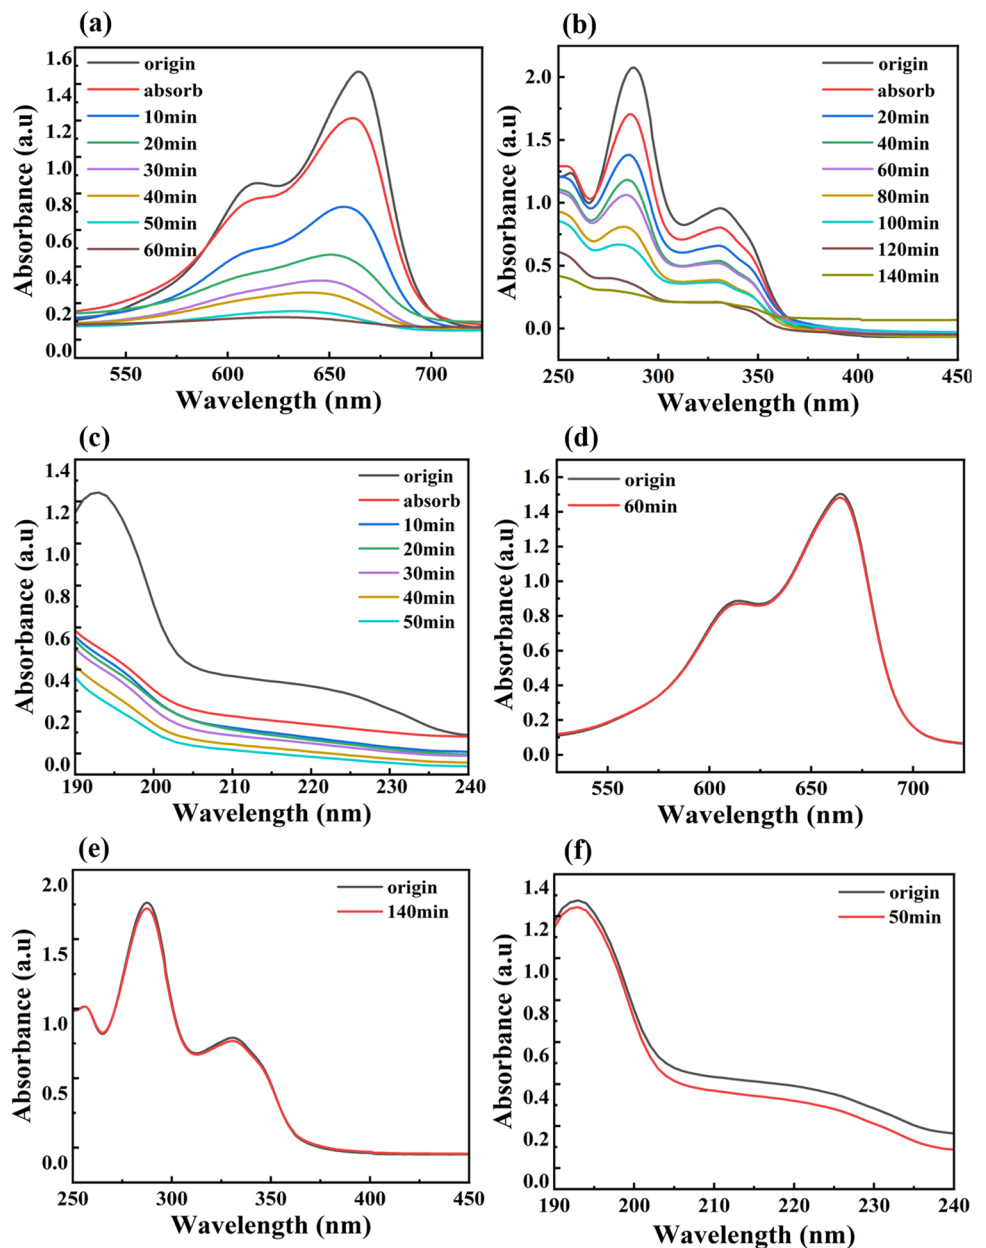 (a)
1.6
1.4
1.2
1.0
0.8
0.6
0.4
0.2
0.0
origin
absorb
10min
20min
30min
40min
50min
60min
550
600
650
700
Wavelength (nm)
Absorbance (a.u)
(b)
2.0
1.5
1.0
0.5
0.0
origin
absorb
20min
40min
60min
80min
100min
120min
140min
250
300
350
400
450
Wavelength (nm)
Absorbance (a.u)
(c)
1.4
1.2
1.0
0.8
0.6
0.4
0.2
0.0
origin
absorb
10min
20min
30min
40min
50min
190
200
210
220
230
240
Wavelength (nm)
Absorbance (a.u)
(d)
1.6
1.4
1.2
1.0
0.8
0.6
0.4
0.2
0.0
origin
60min
550
600
650
700
Wavelength (nm)
Absorbance (a.u)
(e)
2.0
1.5
1.0
0.5
0.0
origin
140min
250
300
350
400
450
Wavelength (nm)
Absorbance (a.u)
(f)
1.4
1.2
1.0
0.8
0.6
0.4
0.2
0.0
origin
50min
190
200
210
220
230
240
Wavelength (nm)
Absorbance (a.u)